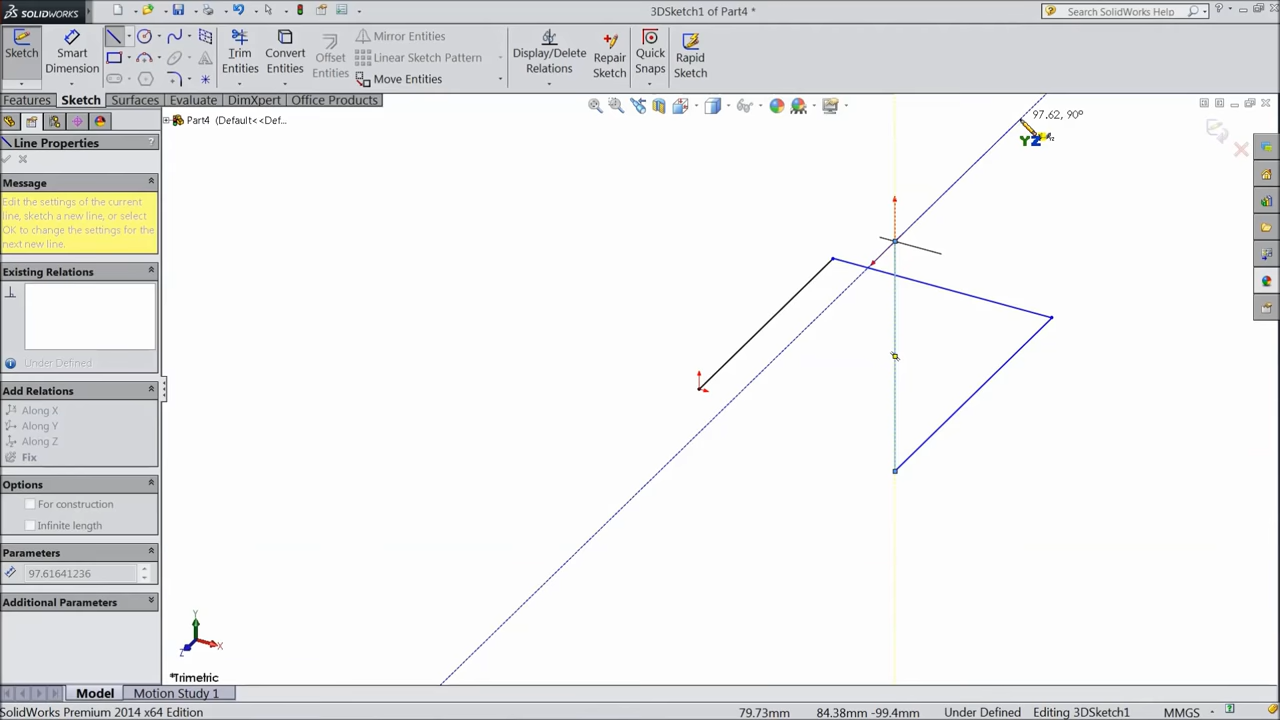 SOLIDWORKS
3DSketch1 of Part4 *
Search SolidWorks Help
Sketch
Smart Dimension
Trim Entities
Convert Entities
Offset Entities
Mirror Entities
Linear Sketch Pattern
Move Entities
Display/Delete Relations
Repair Sketch
Quick Snaps
Rapid Sketch
Features
Sketch
Surfaces
Evaluate
DimXpert
Office Products
Part4 (Default<<Def...
Line Properties
?
Message
Edit the settings of the current
line, sketch a new line, or select
OK to change the settings for the
next new line.
Existing Relations
Under Defined
Add Relations
Along X
Along Y
Along Z
Fix
Options
For construction
Infinite length
Parameters
97.61641236
Additional Parameters
97.62, 90°
YZ
Y
X
Z
*Trimetric
Model
Motion Study 1
SolidWorks Premium 2014 x64 Edition
79.73mm
84.38mm -99.4mm
Under Defined
Editing 3DSketch1
MMGS